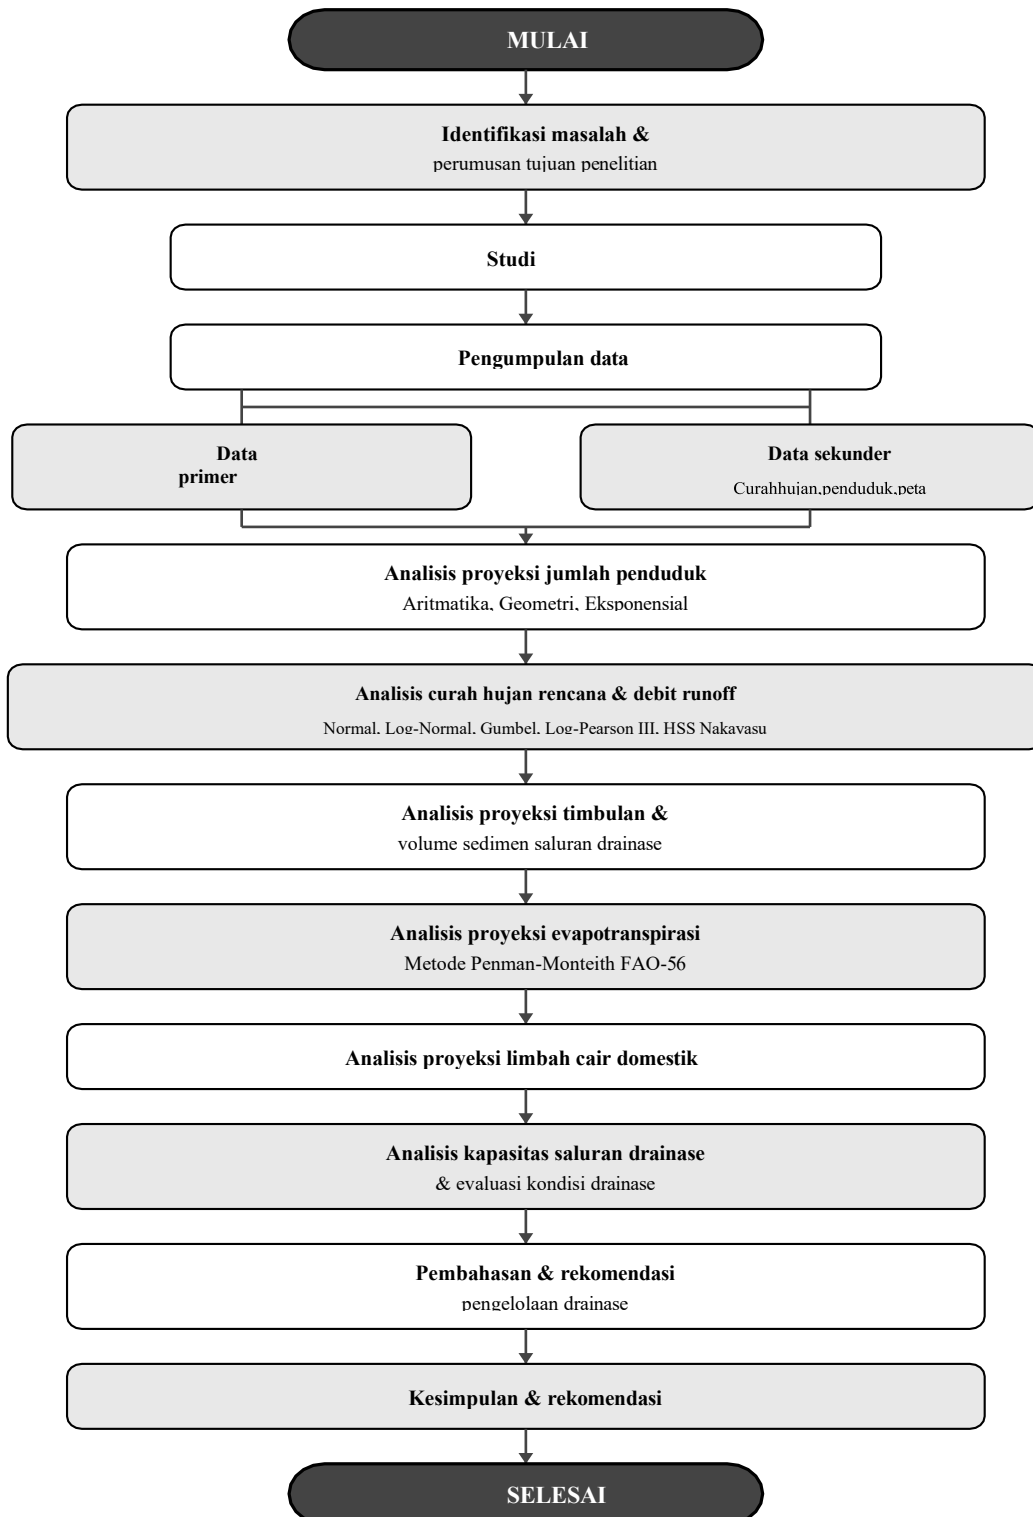 MULAI
Identifikasi masalah &
perumusan tujuan penelitian
Studi
Pengumpulan data
Data
primer
Data sekunder
Curahhujan,penduduk,peta
Analisis proyeksi jumlah penduduk
Aritmatika, Geometri, Eksponensial
Analisis curah hujan rencana & debit runoff
Normal, Log-Normal, Gumbel, Log-Pearson III, HSS Nakayasu
Analisis proyeksi timbulan &
volume sedimen saluran drainase
Analisis proyeksi evapotranspirasi
Metode Penman-Monteith FAO-56
Analisis proyeksi limbah cair domestik
Analisis kapasitas saluran drainase
& evaluasi kondisi drainase
Pembahasan & rekomendasi
pengelolaan drainase
Kesimpulan & rekomendasi
SELESAI